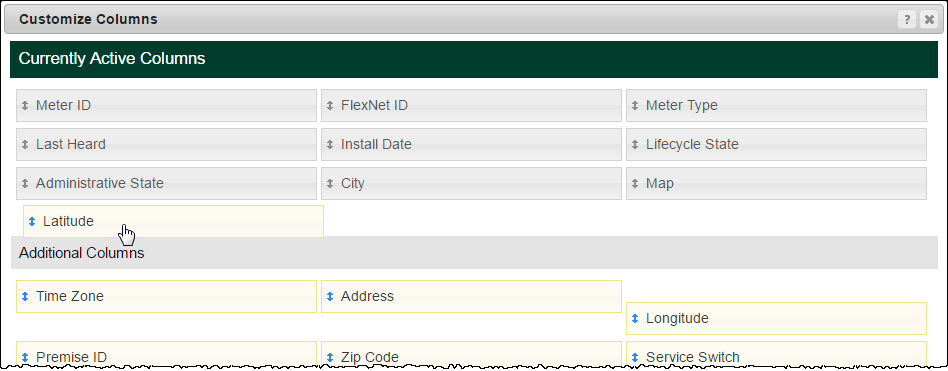 Customize Columns ?
Currently Active Columns
Meter ID FlexNet ID Meter Type
Last Heard Install Date Lifecycle State
Administrative State City Map
Latitude
Additional Columns
Time Zone Address
Longitude
Premise ID Zip Code Service Switch